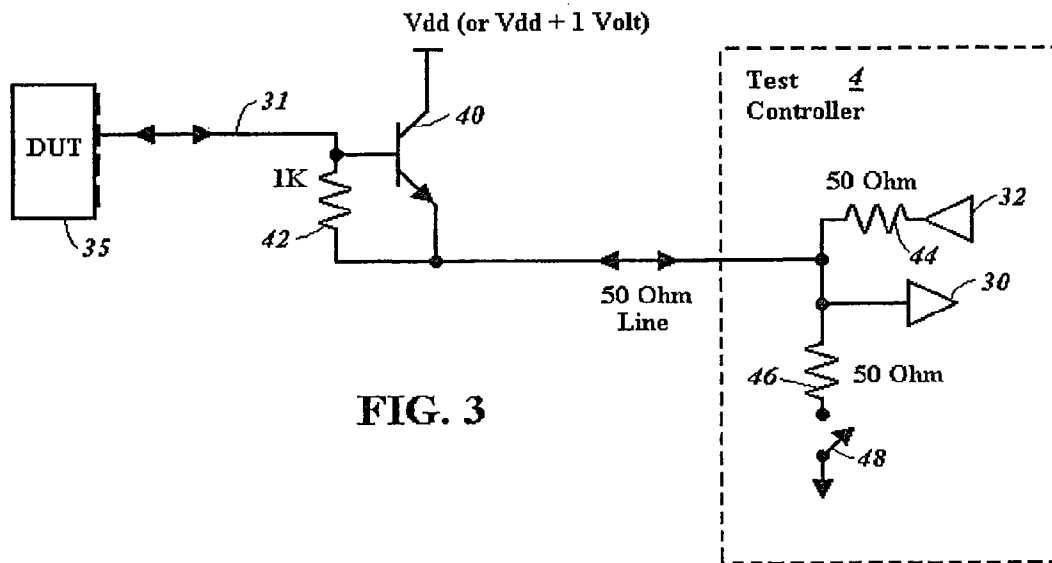 Vdd (or Vdd + 1 Volt)
Test 4
Controller
31
40
DUT
1K
50 Ohm
32
42
44
35
30
50 Ohm
Line
46
50 Ohm
FIG. 3
48